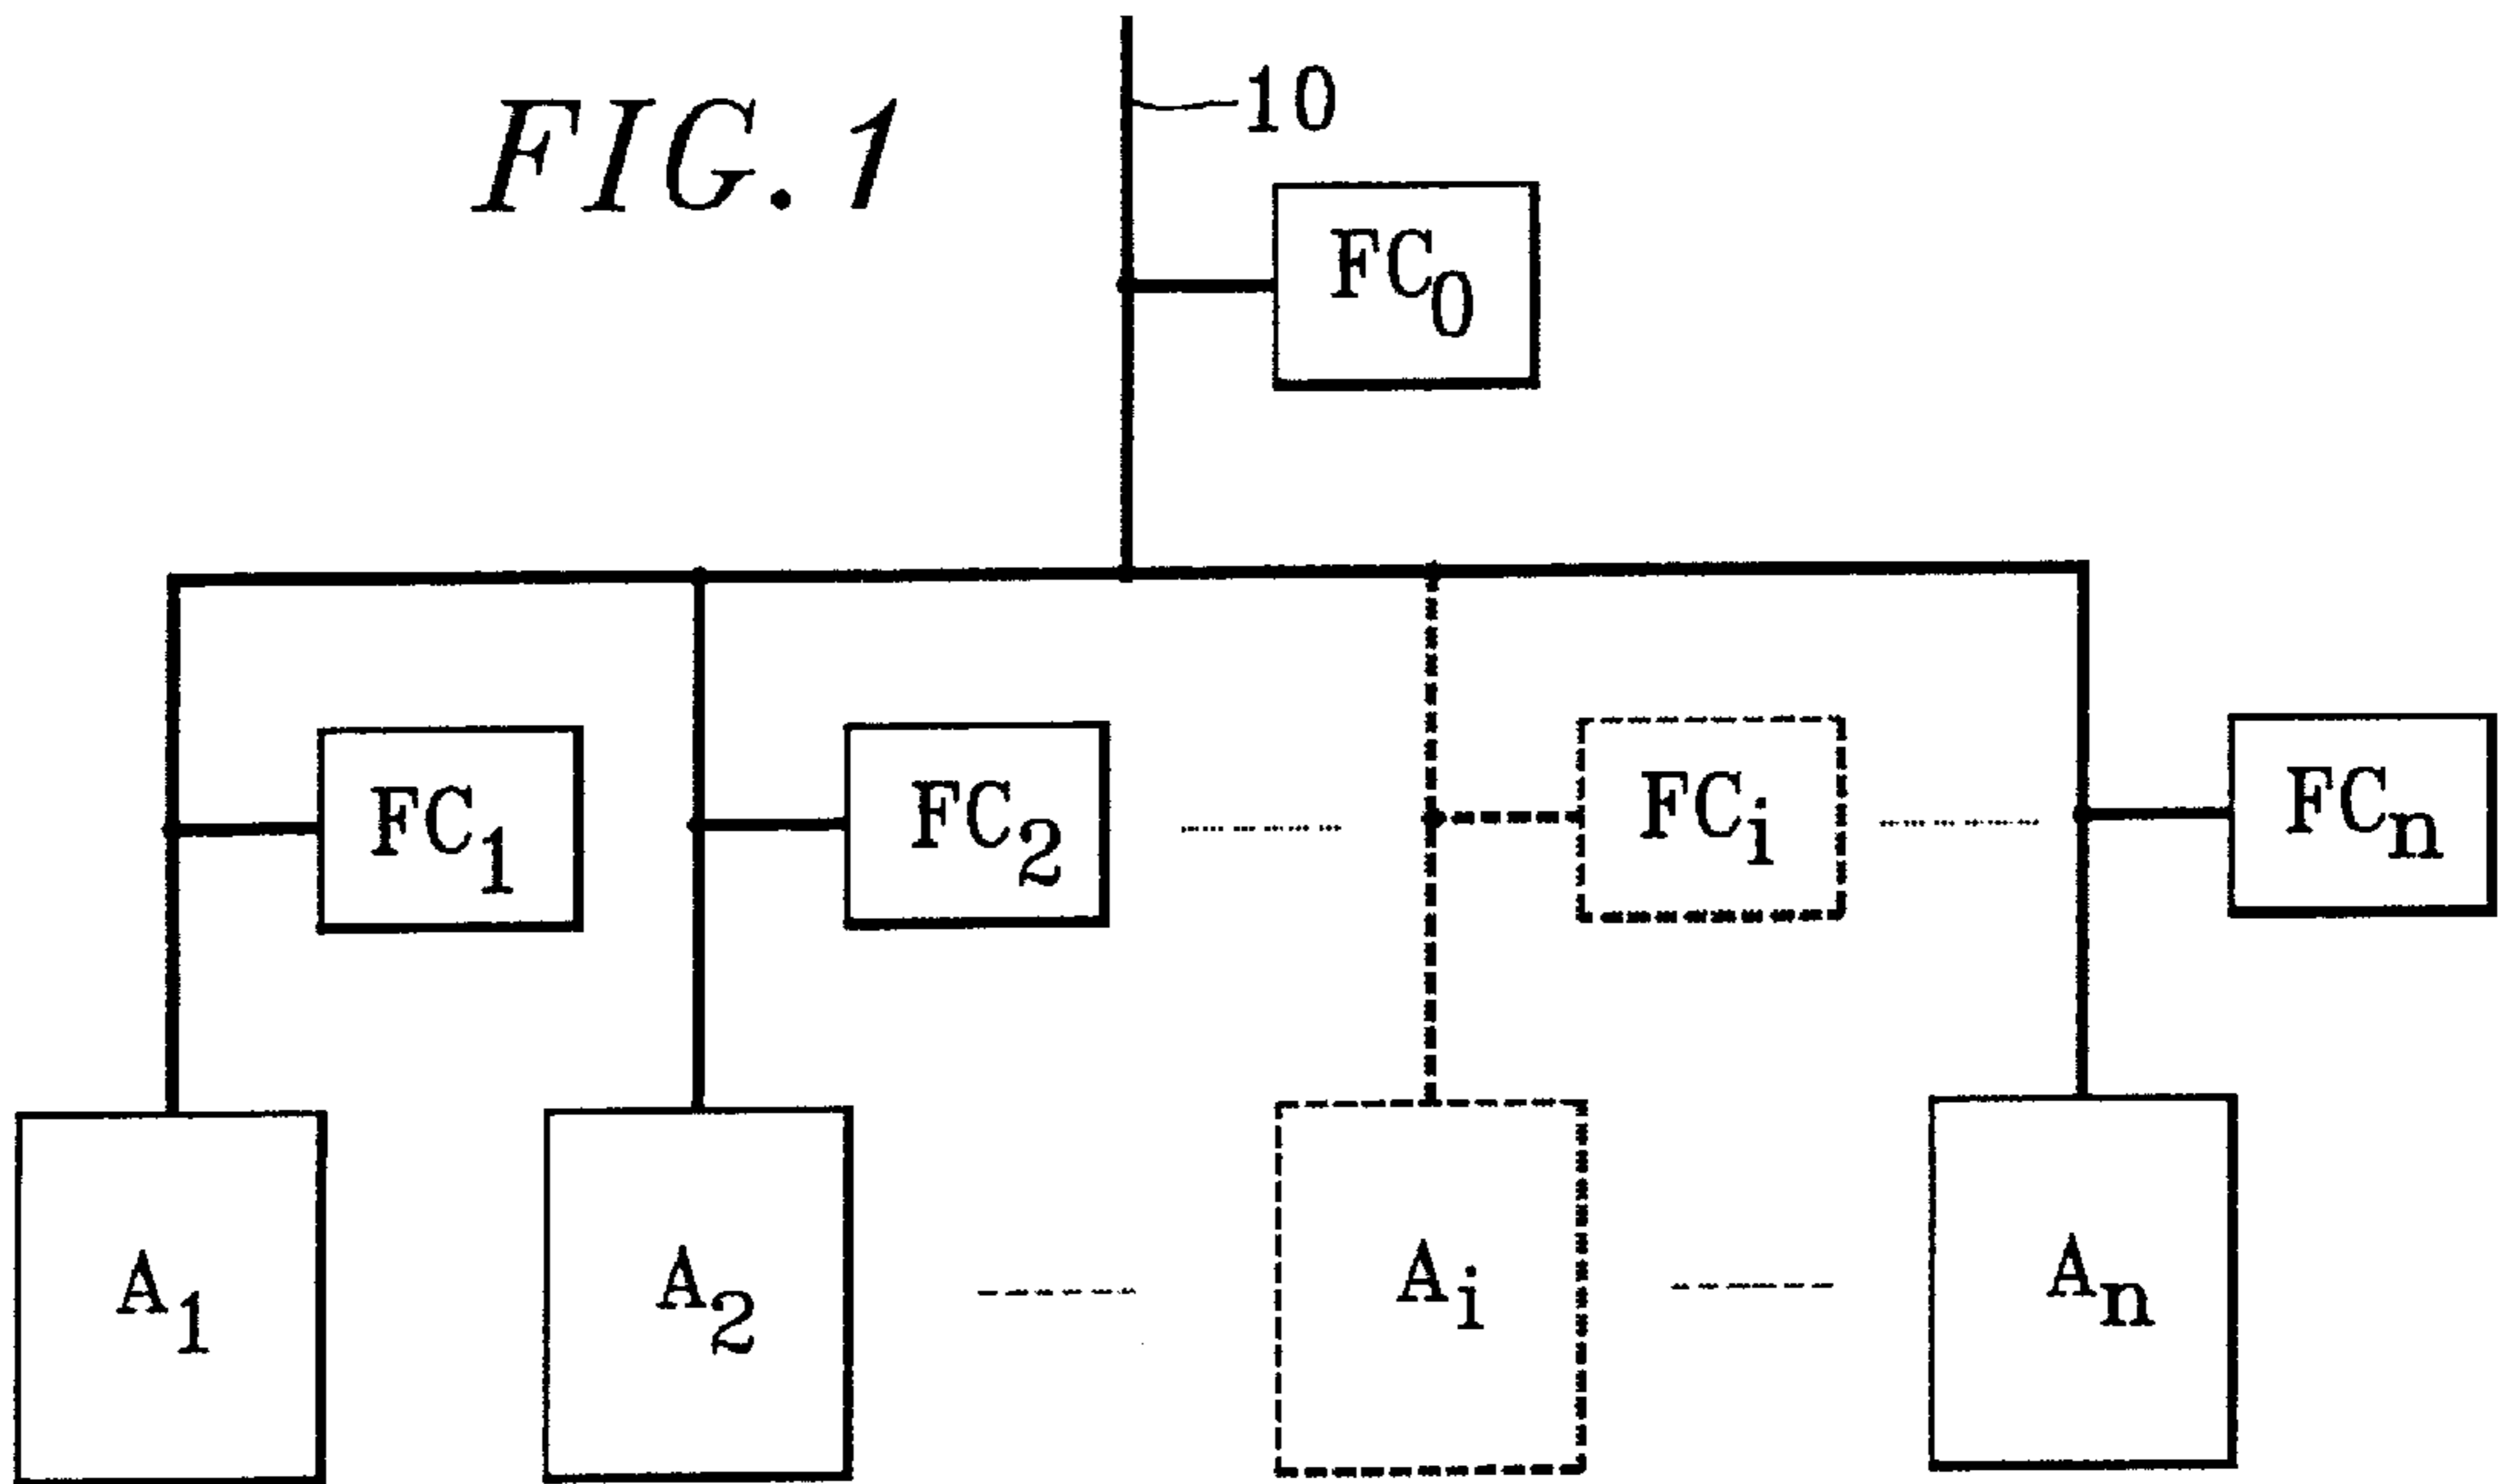 FIG. 1
10
FC₀
FC₁ FC₂ FCᵢ FCₙ
A₁ A₂ Aᵢ Aₙ